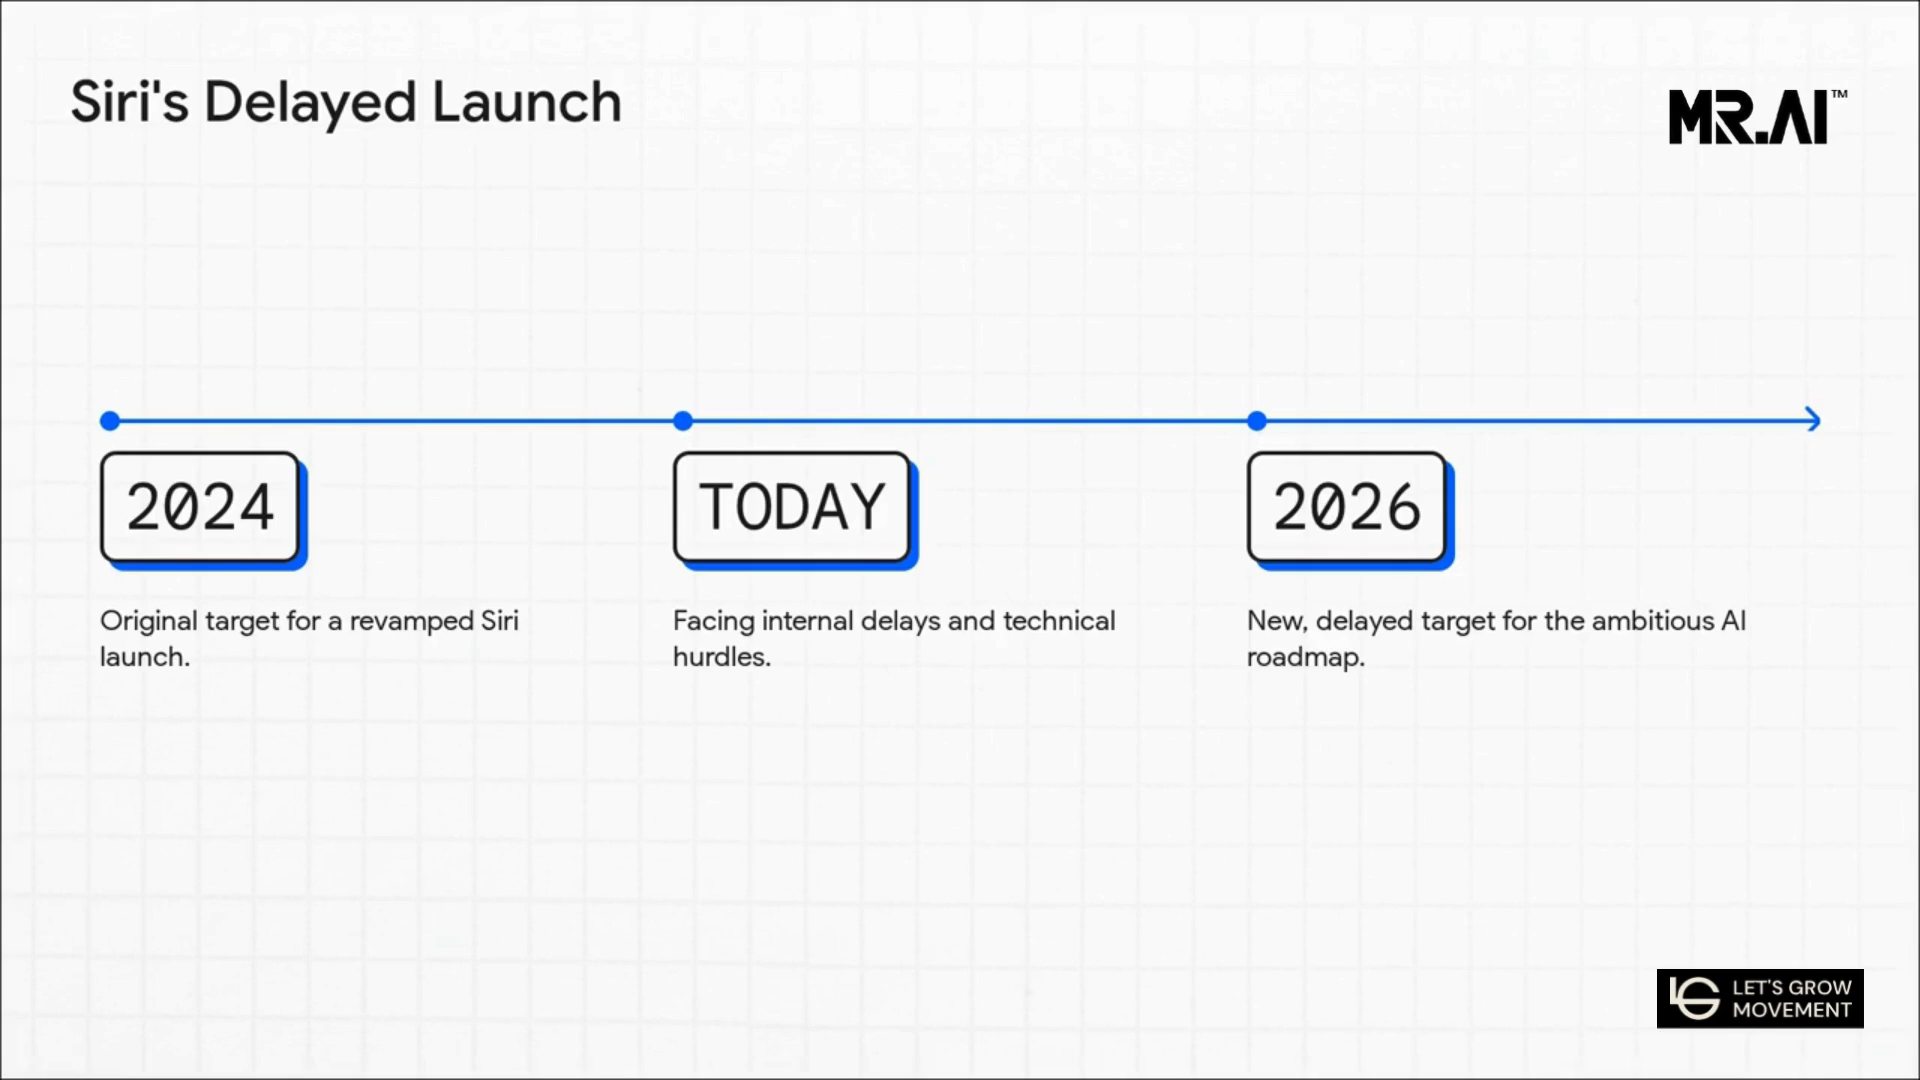 Siri's Delayed Launch
MR.AI™
2024
TODAY
2026
Original target for a revamped Siri
launch.
Facing internal delays and technical
hurdles.
New, delayed target for the ambitious AI
roadmap.
LG LET'S GROW
MOVEMENT